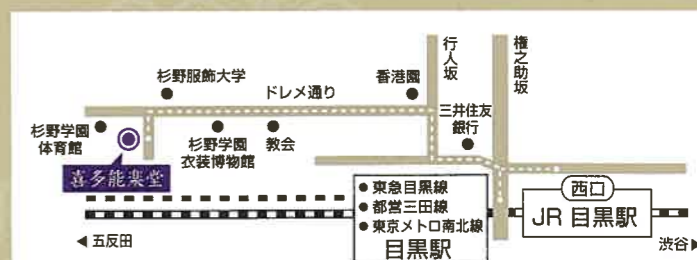 行人坂
権之助坂
杉野服飾大学
ドレメ通り
香港園
三井住友
銀行
杉野学園
体育館
杉野学園
衣装博物館
教会
喜多能楽堂
● 東急目黒線
● 都営三田線
● 東京メトロ南北線
目黒駅
西口
JR 目黒駅
◀ 五反田
渋谷▶